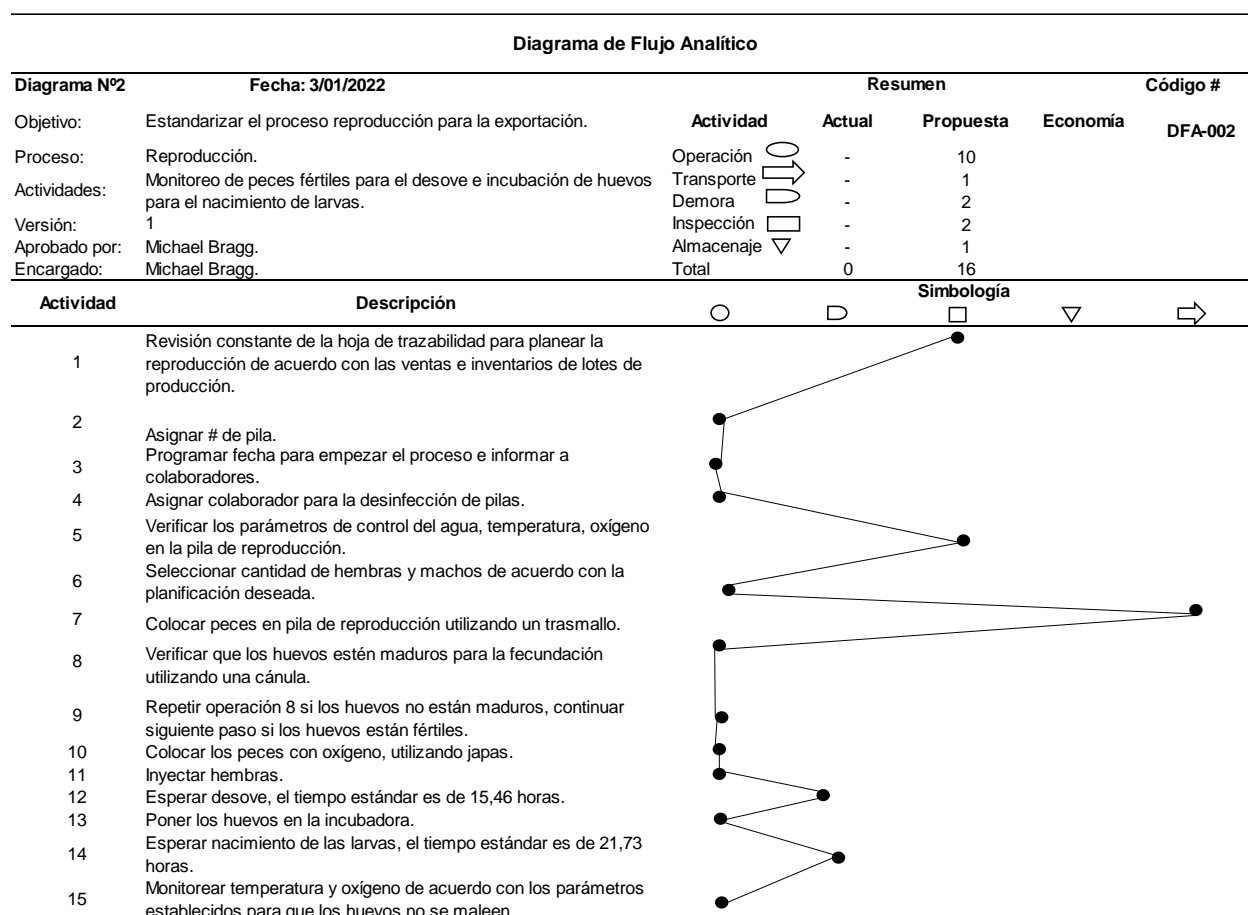 Diagrama de Flujo Analítico
Diagrama Nº2 Fecha: 3/01/2022 Resumen Código #
Objetivo: Estandarizar el proceso reproducción para la exportación. Actividad Actual Propuesta Economía DFA-002
Proceso: Reproducción. Operación - 10
Actividades: Monitoreo de peces fértiles para el desove e incubación de huevos Transporte - 1
para el nacimiento de larvas. Demora - 2
Versión: 1 Inspección - 2
Aprobado por: Michael Bragg. Almacenaje - 1
Encargado: Michael Bragg. Total 0 16
Actividad Descripción Simbología
1 Revisión constante de la hoja de trazabilidad para planear la
reproducción de acuerdo con las ventas e inventarios de lotes de
producción.
2 Asignar # de pila.
3 Programar fecha para empezar el proceso e informar a
colaboradores.
4 Asignar colaborador para la desinfección de pilas.
5 Verificar los parámetros de control del agua, temperatura, oxígeno
en la pila de reproducción.
6 Seleccionar cantidad de hembras y machos de acuerdo con la
planificación deseada.
7 Colocar peces en pila de reproducción utilizando un trasmallo.
8 Verificar que los huevos estén maduros para la fecundación
utilizando una cánula.
9 Repetir operación 8 si los huevos no están maduros, continuar
siguiente paso si los huevos están fértiles.
10 Colocar los peces con oxígeno, utilizando japas.
11 Inyectar hembras.
12 Esperar desove, el tiempo estándar es de 15,46 horas.
13 Poner los huevos en la incubadora.
14 Esperar nacimiento de las larvas, el tiempo estándar es de 21,73
horas.
15 Monitorear temperatura y oxígeno de acuerdo con los parámetros
establecidos para que los huevos no se maleen